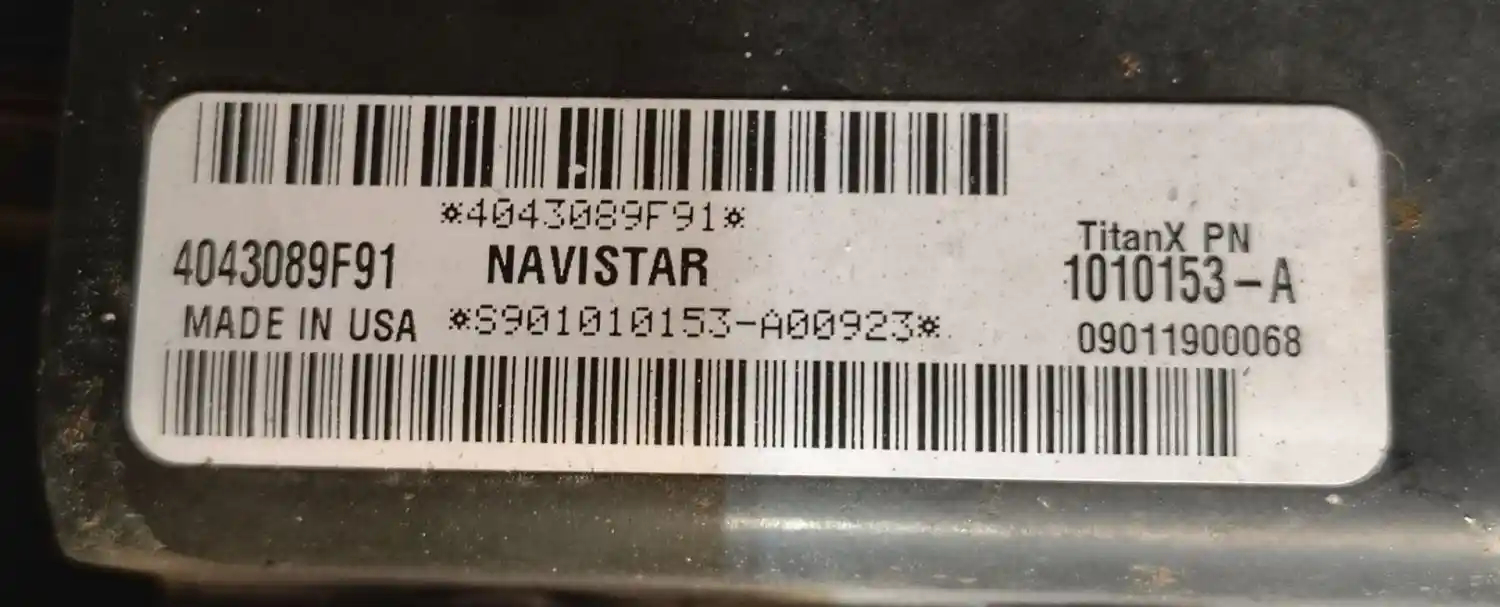 *4043089F91*
4043089F91 NAVISTAR
TitanX PN
1010153-A
MADE IN USA *S901010153-A00923*
09011900068